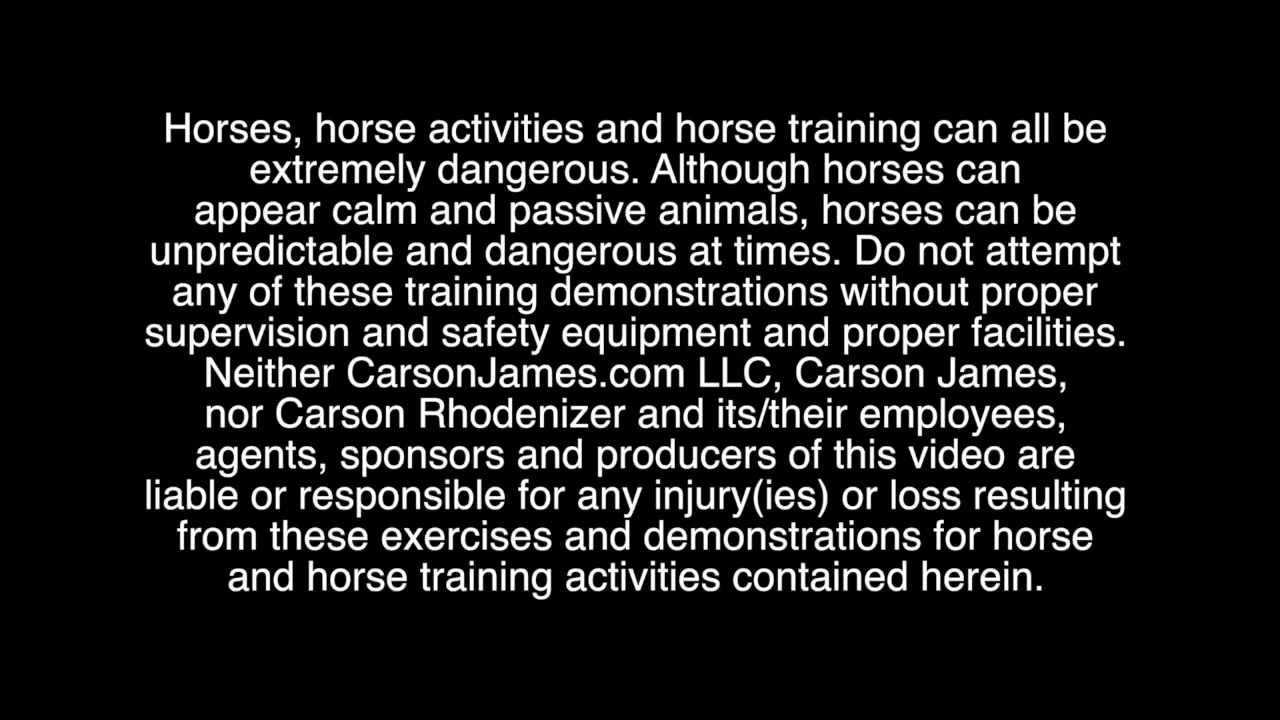 Horses, horse activities and horse training can all be
extremely dangerous. Although horses can
appear calm and passive animals, horses can be
unpredictable and dangerous at times. Do not attempt
any of these training demonstrations without proper
supervision and safety equipment and proper facilities.
Neither CarsonJames.com LLC, Carson James,
nor Carson Rhodenizer and its/their employees,
agents, sponsors and producers of this video are
liable or responsible for any injury(ies) or loss resulting
from these exercises and demonstrations for horse
and horse training activities contained herein.